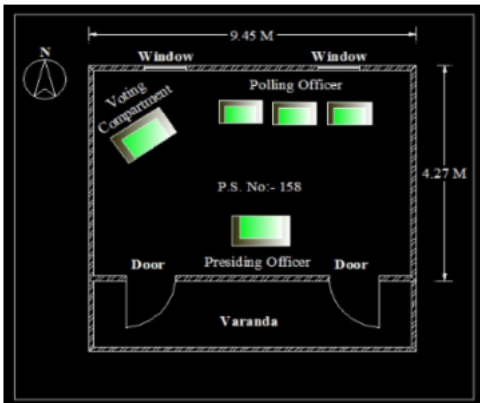 9.45 M
N
Window Window
Polling Officer
Voting
Compartment
4.27 M
P.S. No:- 158
Presiding Officer
Door Door
Varanda